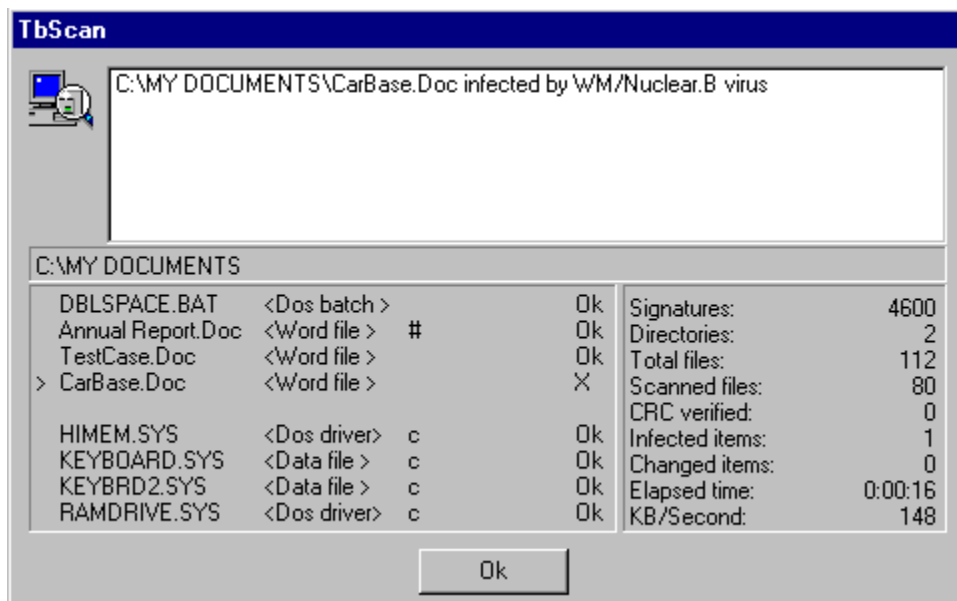 TbScan
C:\MY DOCUMENTS\CarBase.Doc infected by WM/Nuclear.B virus
C:\MY DOCUMENTS
DBLSPACE.BAT <Dos batch > Ok
Annual Report.Doc <Word file > # Ok
TestCase.Doc <Word file > Ok
> CarBase.Doc <Word file > X
HIMEM.SYS <Dos driver> c Ok
KEYBOARD.SYS <Data file > c Ok
KEYBRD2.SYS <Data file > c Ok
RAMDRIVE.SYS <Dos driver> c Ok
Signatures: 4600
Directories: 2
Total files: 112
Scanned files: 80
CRC verified: 0
Infected items: 1
Changed items: 0
Elapsed time: 0:00:16
KB/Second: 148
Ok